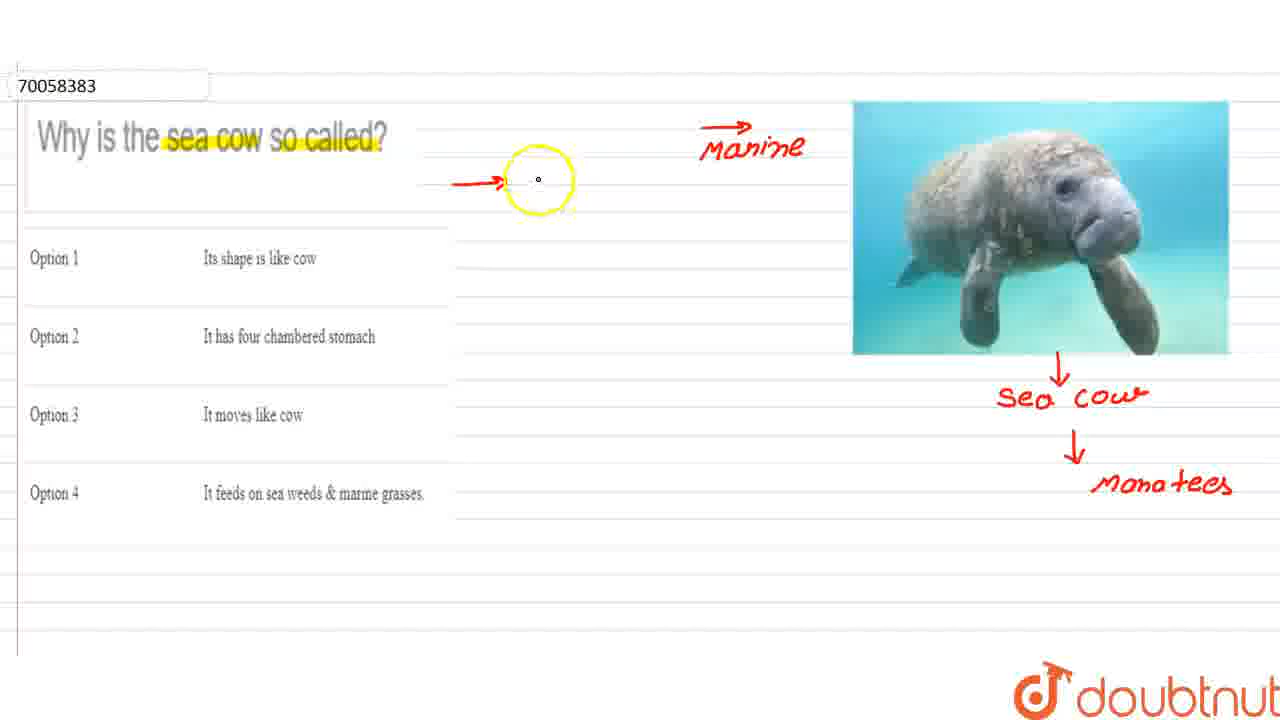 70058383
Why is the sea cow so called?
Marine
Option 1 Its shape is like cow
Option 2 It has four chambered stomach
Option 3 It moves like cow
Option 4 It feeds on sea weeds & marine grasses.
Sea cow
Manatees
doubtnut